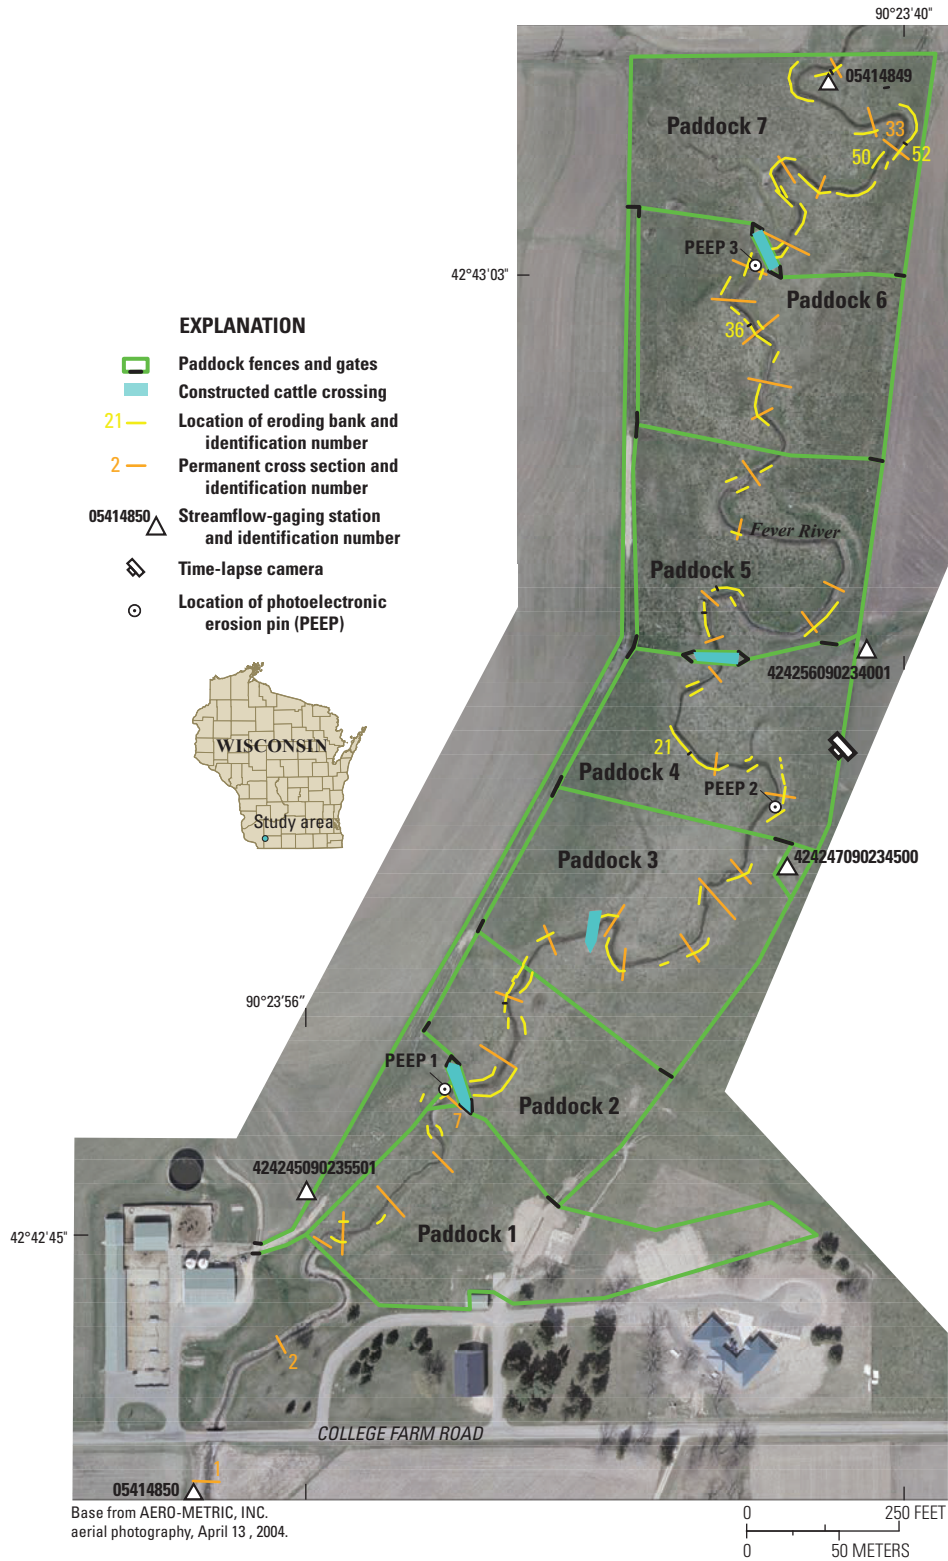 90°23'40"
05414849
Paddock 7
33
50
52
PEEP 3
42°43'03"
Paddock 6
36
EXPLANATION
Paddock fences and gates
Constructed cattle crossing
21
Location of eroding bank and
identification number
2
Permanent cross section and
identification number
05414850
Streamflow-gaging station
and identification number
Time-lapse camera
Location of photoelectronic
erosion pin (PEEP)
Fever River
Paddock 5
424256090234001
WISCONSIN
Study area
21
Paddock 4
PEEP 2
Paddock 3
424247090234500
90°23'56"
PEEP 1
Paddock 2
7
424245090235501
42°42'45"
Paddock 1
2
COLLEGE FARM ROAD
1
05414850
Base from AERO-METRIC, INC.
aerial photography, April 13 , 2004.
0 250 FEET
0 50 METERS